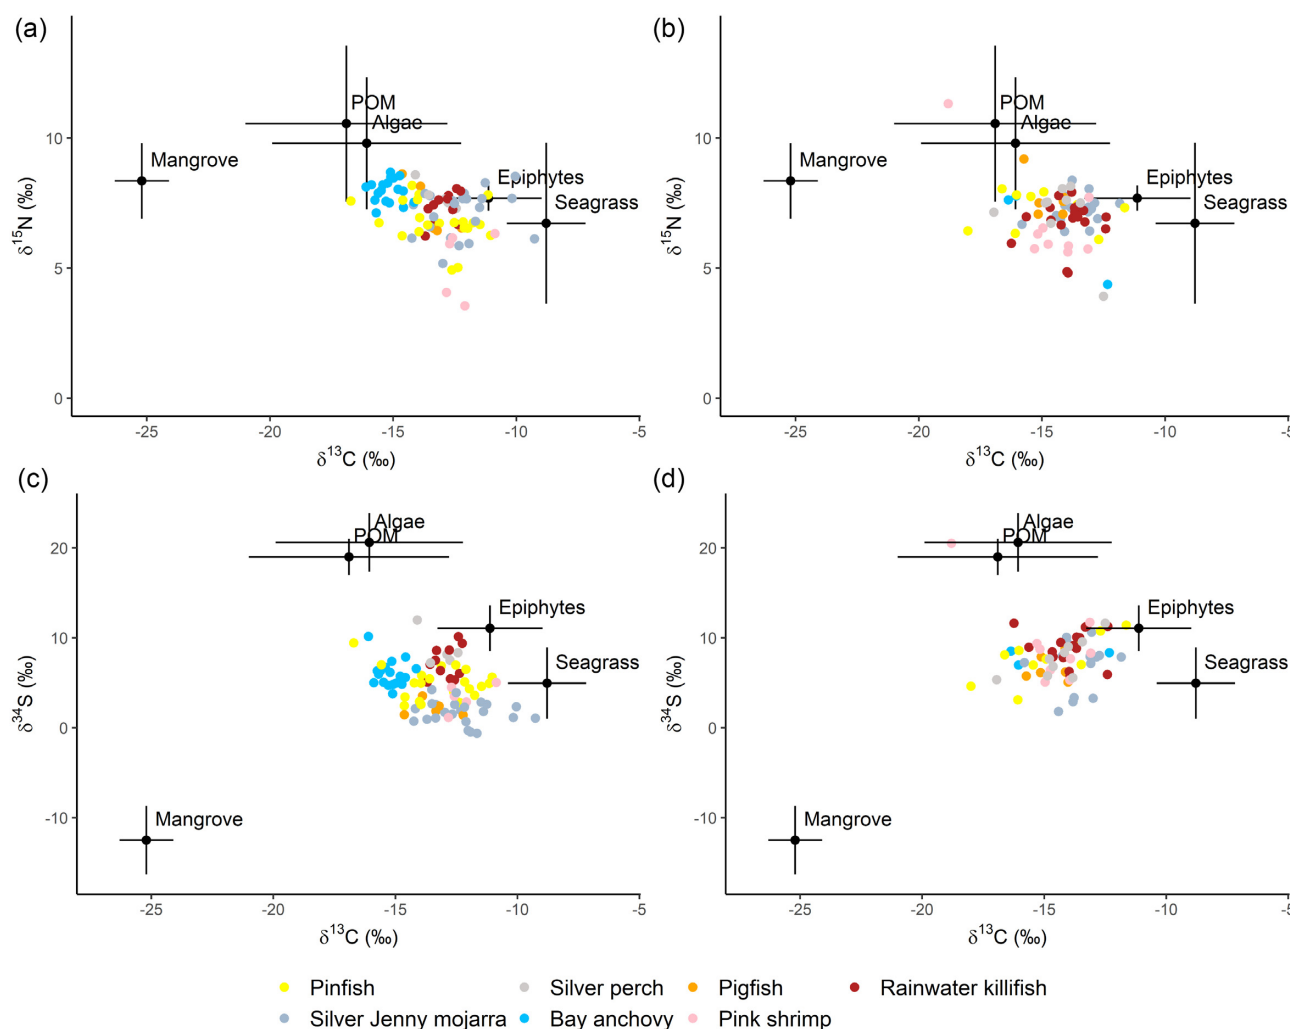 (a)
POM
Algae
Mangrove
Epiphytes
Seagrass
10
5
0
δ15N (‰)
-25 -20 -15 -10 -5
δ13C (‰)
(b)
POM
Algae
Mangrove
Epiphytes
Seagrass
10
5
0
δ15N (‰)
-25 -20 -15 -10 -5
δ13C (‰)
(c)
Algae
POM
Epiphytes
Seagrass
Mangrove
20
10
0
-10
δ34S (‰)
-25 -20 -15 -10 -5
δ13C (‰)
(d)
Algae
POM
Epiphytes
Seagrass
Mangrove
20
10
0
-10
δ34S (‰)
-25 -20 -15 -10 -5
δ13C (‰)
Pinfish Silver perch Pigfish Rainwater killifish
Silver Jenny mojarra Bay anchovy Pink shrimp